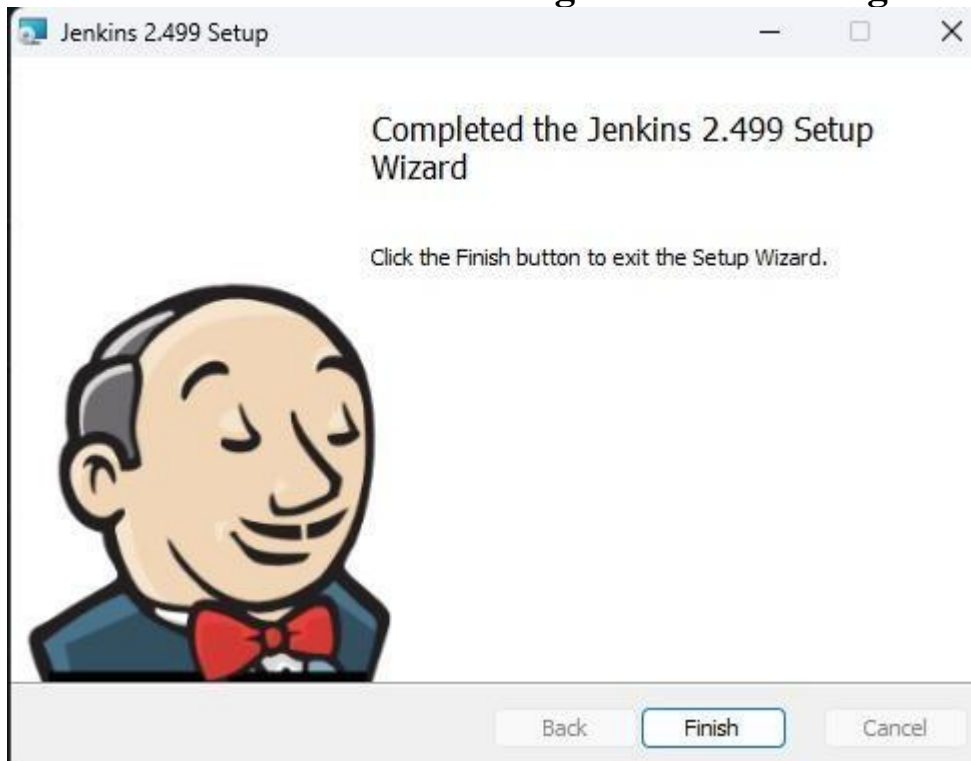 Jenkins 2.499 Setup
Completed the Jenkins 2.499 Setup
Wizard
Click the Finish button to exit the Setup Wizard.
Back
Finish
Cancel